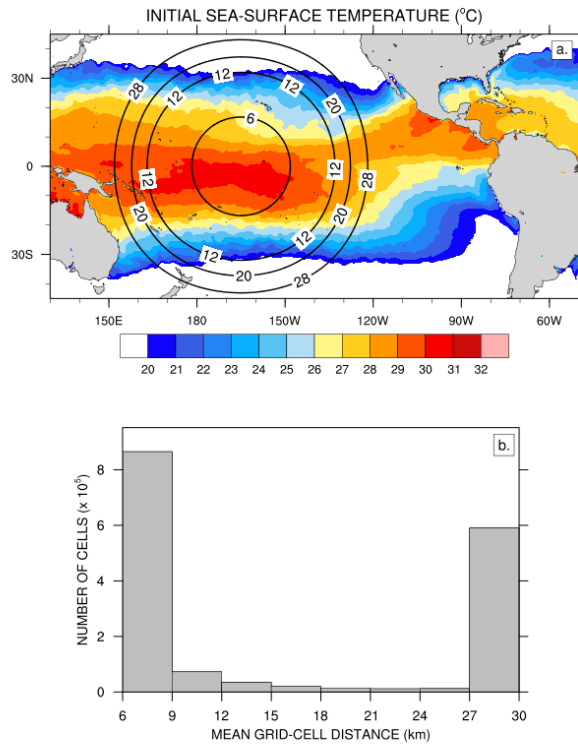 INITIAL SEA-SURFACE TEMPERATURE (°C)
a.
30N
0
30S
28
12
20
12
12
6
12
12
28
20
20
12
12
20
28
150E 180 150W 120W 90W 60W
20 21 22 23 24 25 26 27 28 29 30 31 32
b.
NUMBER OF CELLS (x 10⁵)
8
6
4
2
0
6 9 12 15 18 21 24 27 30
MEAN GRID-CELL DISTANCE (km)